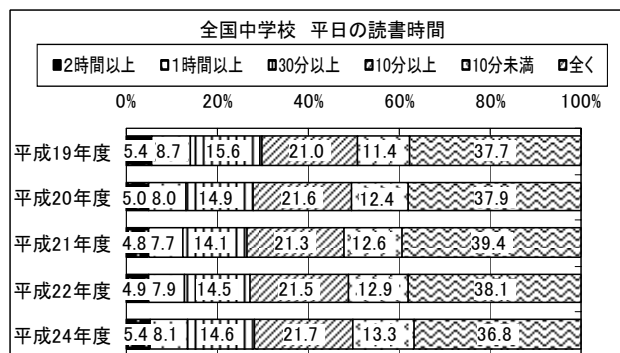 全国中学校 平日の読書時間
■2時間以上 □1時間以上 30分以上 10分以上 10分未満 全く
0% 20% 40% 60% 80% 100%
平成19年度 5.4 8.7 15.6 21.0 11.4 37.7
平成20年度 5.0 8.0 14.9 21.6 12.4 37.9
平成21年度 4.8 7.7 14.1 21.3 12.6 39.4
平成22年度 4.9 7.9 14.5 21.5 12.9 38.1
平成24年度 5.4 8.1 14.6 21.7 13.3 36.8